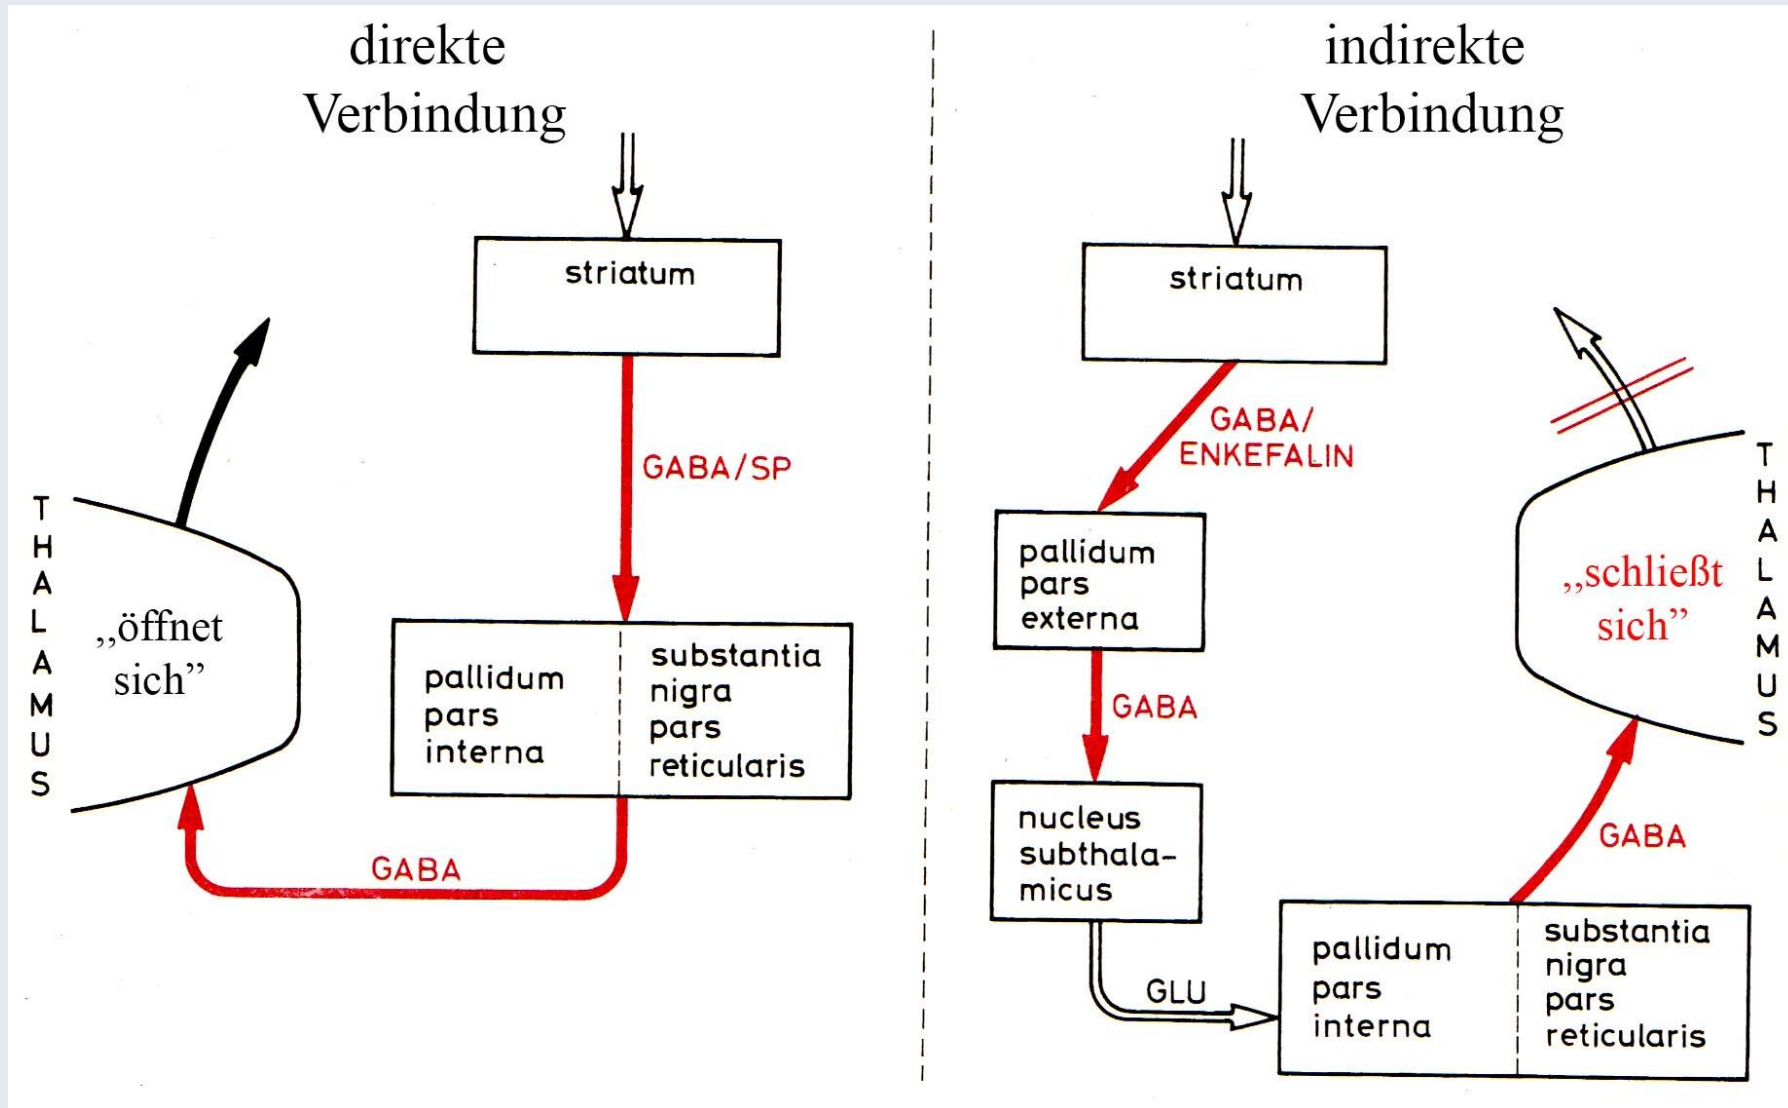 direkte
Verbindung
striatum
GABA/SP
THALAMUS
„öffnet
sich”
pallidum
pars
interna
substantia
nigra
pars
reticularis
GABA
indirekte
Verbindung
striatum
GABA/
ENKEFALIN
pallidum
pars
externa
GABA
nucleus
subthala-
micus
GLU
pallidum
pars
interna
substantia
nigra
pars
reticularis
GABA
THALAMUS
„schließt
sich”